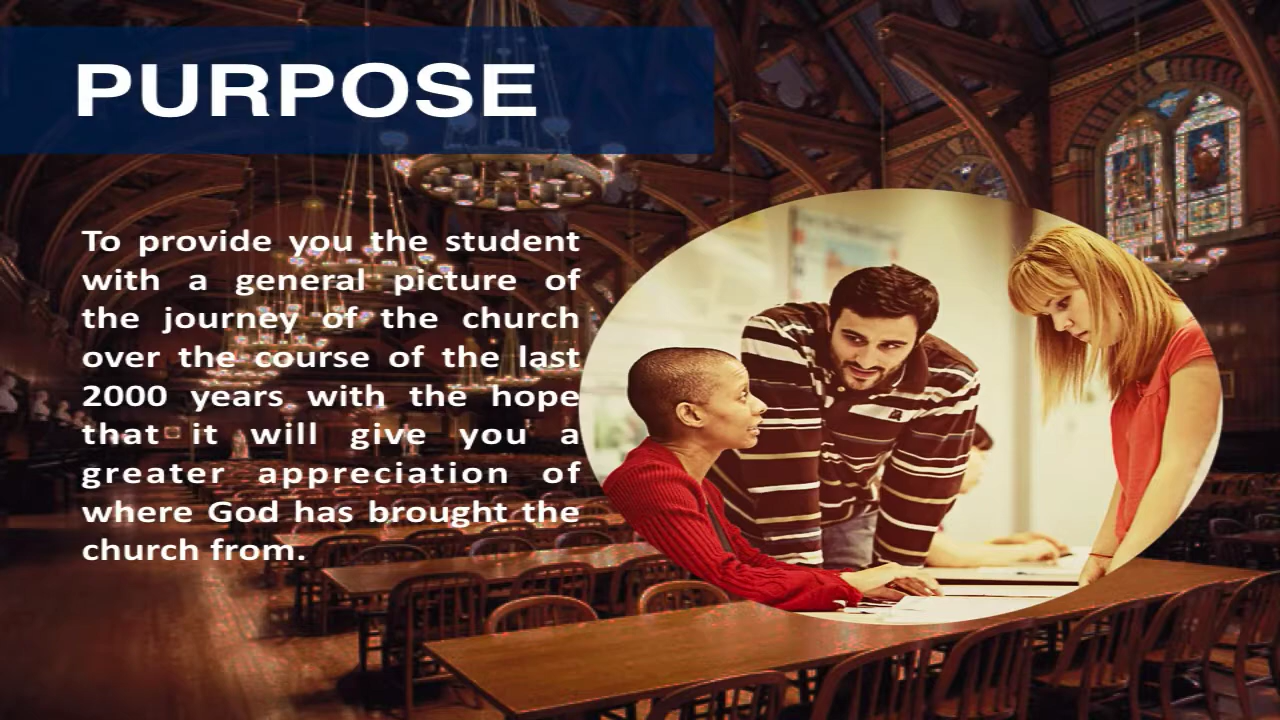 PURPOSE
To provide you the student
with a general picture of
the journey of the church
over the course of the last
2000 years with the hope
that it will give you a
greater appreciation of
where God has brought the
church from.